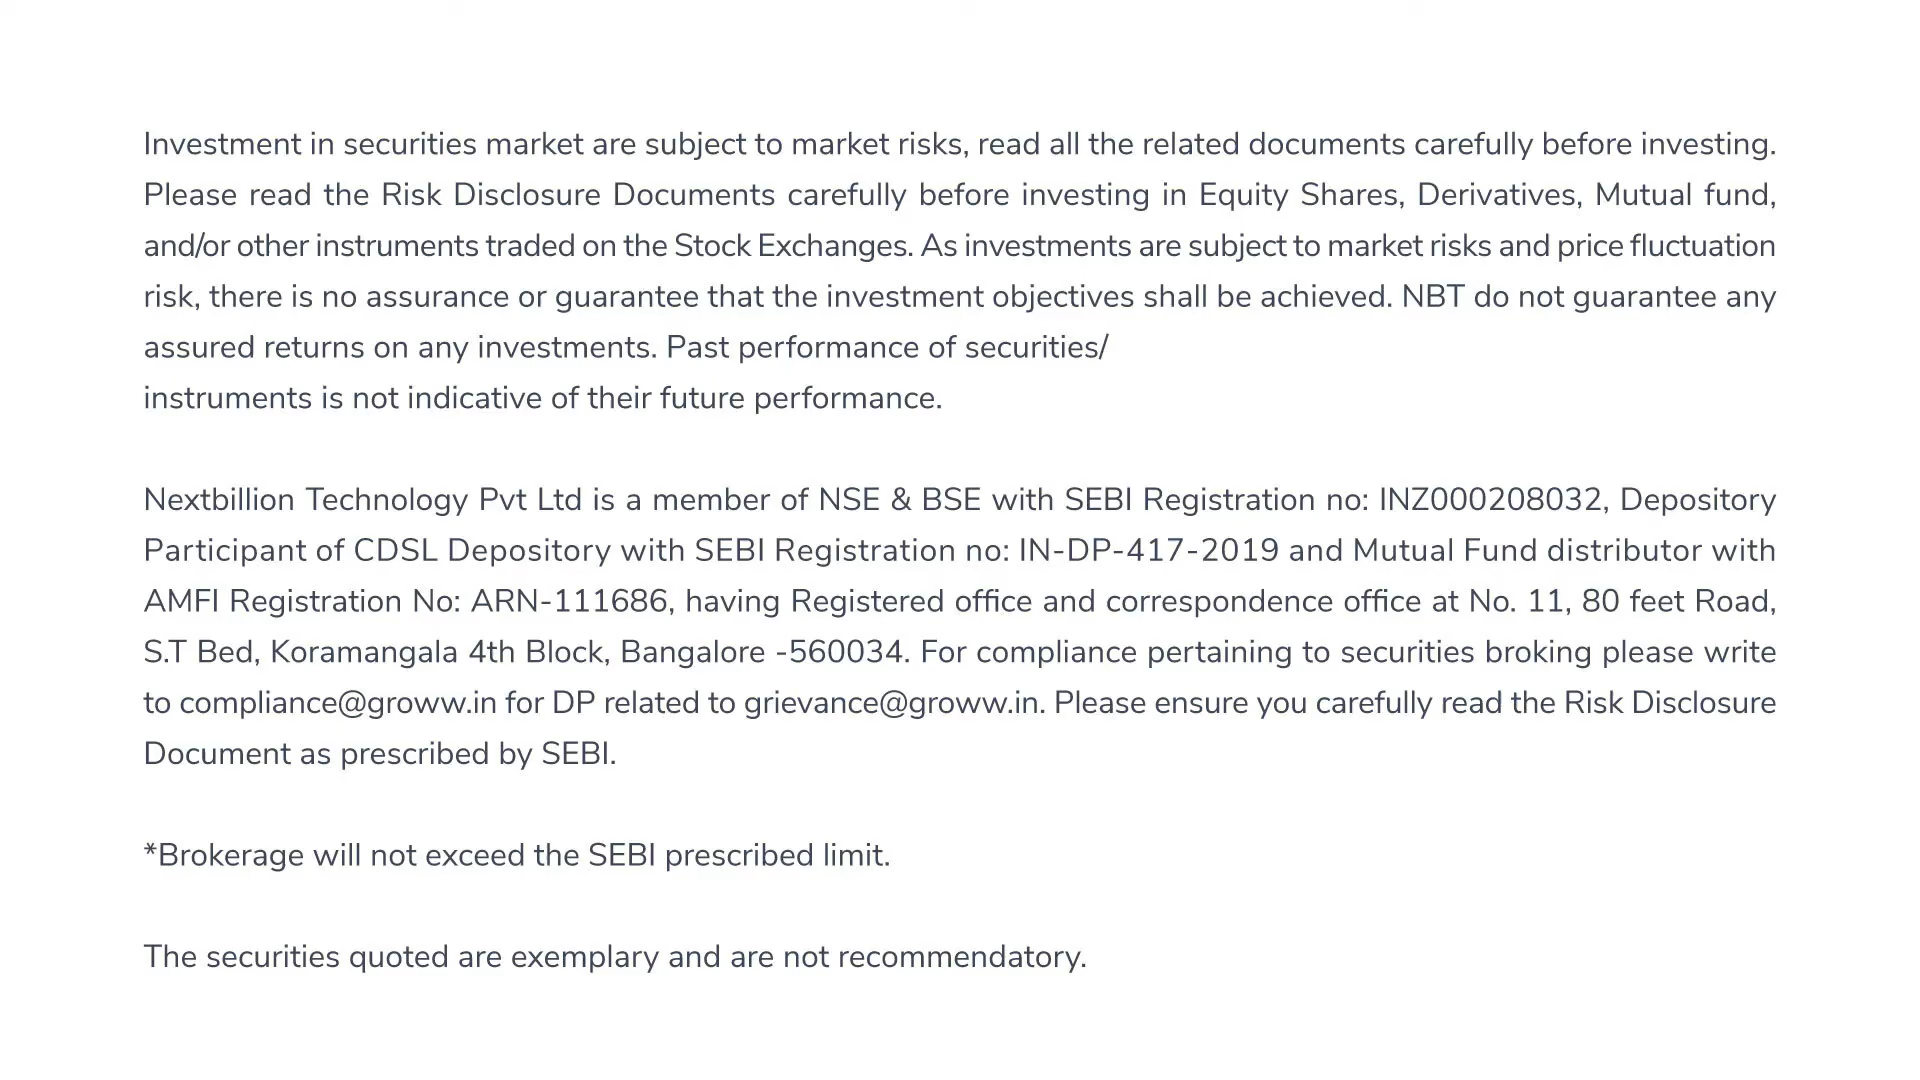 Investment in securities market are subject to market risks, read all the related documents carefully before investing.
Please read the Risk Disclosure Documents carefully before investing in Equity Shares, Derivatives, Mutual fund,
and/or other instruments traded on the Stock Exchanges. As investments are subject to market risks and price fluctuation
risk, there is no assurance or guarantee that the investment objectives shall be achieved. NBT do not guarantee any
assured returns on any investments. Past performance of securities/
instruments is not indicative of their future performance.
Nextbillion Technology Pvt Ltd is a member of NSE & BSE with SEBI Registration no: INZ000208032, Depository
Participant of CDSL Depository with SEBI Registration no: IN-DP-417-2019 and Mutual Fund distributor with
AMFI Registration No: ARN-111686, having Registered office and correspondence office at No. 11, 80 feet Road,
S.T Bed, Koramangala 4th Block, Bangalore -560034. For compliance pertaining to securities broking please write
to compliance@groww.in for DP related to grievance@groww.in. Please ensure you carefully read the Risk Disclosure
Document as prescribed by SEBI.
*Brokerage will not exceed the SEBI prescribed limit.
The securities quoted are exemplary and are not recommendatory.